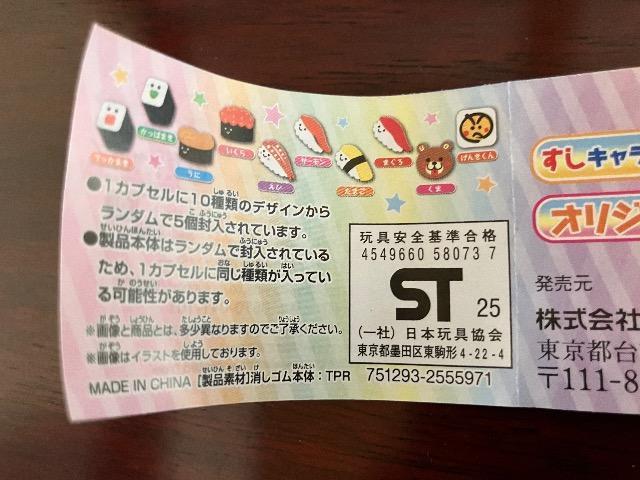 てっかまき
かっぱまき
うに
いくら
えび
サーモン
たまご
まぐろ
くま
げんきくん
●1カプセルに10種類のデザインから
ランダムで5個封入されています。
●製品本体はランダムで封入されている
ため、1カプセルに同じ種類が入ってい
る可能性があります。
※画像と商品とは、多少異なりますのでご了承ください。
※画像はイラストを使用しております。
MADE IN CHINA [製品素材]消しゴム本体:TPR
玩具安全基準合格
4549660 58073 7
ST 25
(一社)日本玩具協会
東京都墨田区東駒形4-22-4
751293-2555971
すしキャラ
オリジ
発売元
株式会社
東京都台
〒111-8